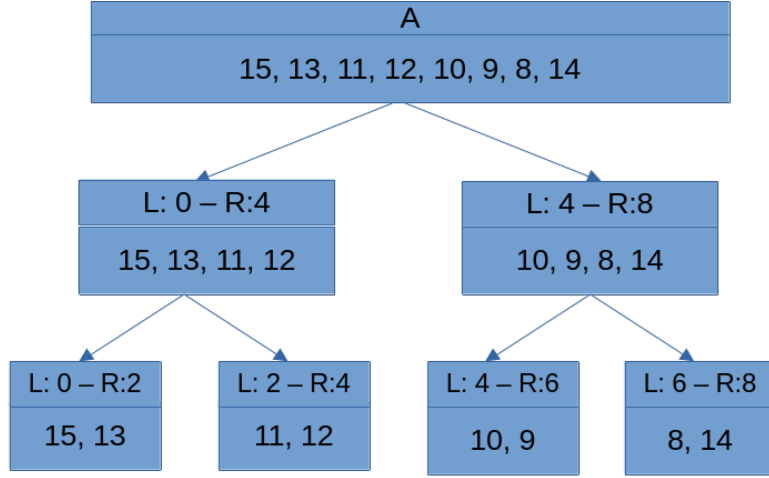 A
15, 13, 11, 12, 10, 9, 8, 14
L: 0 – R:4
15, 13, 11, 12
L: 4 – R:8
10, 9, 8, 14
L: 0 – R:2
15, 13
L: 2 – R:4
11, 12
L: 4 – R:6
10, 9
L: 6 – R:8
8, 14